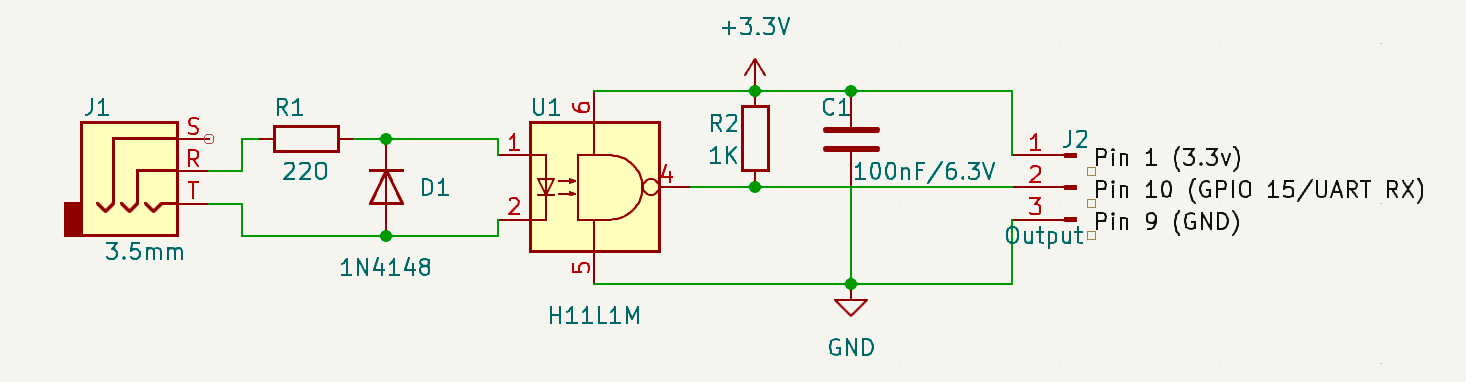 +3.3V
J1
S
R
T
3.5mm
R1
220
D1
1N4148
U1
6
1
2
4
5
H11L1M
R2
1K
C1
100nF/6.3V
GND
J2
1
Pin 1 (3.3v)
2
Pin 10 (GPIO 15/UART RX)
3
Pin 9 (GND)
Output